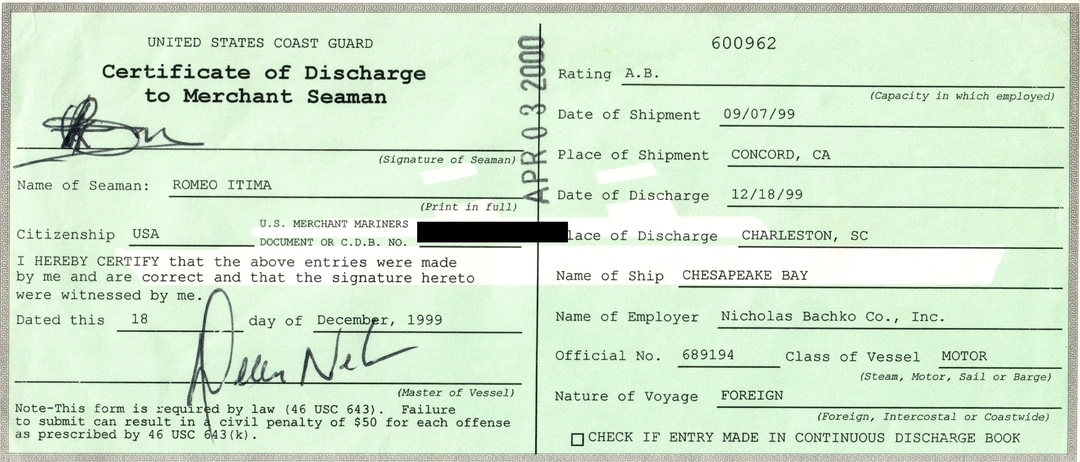 UNITED STATES COAST GUARD
Certificate of Discharge
to Merchant Seaman
(Signature of Seaman)
Name of Seaman: ROMEO ITIMA
(Print in full)
Citizenship USA
U.S. MERCHANT MARINERS
DOCUMENT OR C.D.B. NO.
I HEREBY CERTIFY that the above entries were made
by me and are correct and that the signature hereto
were witnessed by me.
Dated this 18 day of December, 1999
(Master of Vessel)
Note-This form is required by law (46 USC 643). Failure
to submit can result in a civil penalty of $50 for each offense
as prescribed by 46 USC 643(k).
APR 03 2000
600962
Rating A.B.
(Capacity in which employed)
Date of Shipment 09/07/99
Place of Shipment CONCORD, CA
Date of Discharge 12/18/99
lace of Discharge CHARLESTON, SC
Name of Ship CHESAPEAKE BAY
Name of Employer Nicholas Bachko Co., Inc.
Official No. 689194 Class of Vessel MOTOR
(Steam, Motor, Sail or Barge)
Nature of Voyage FOREIGN
(Foreign, Intercostal or Coastwide)
CHECK IF ENTRY MADE IN CONTINUOUS DISCHARGE BOOK